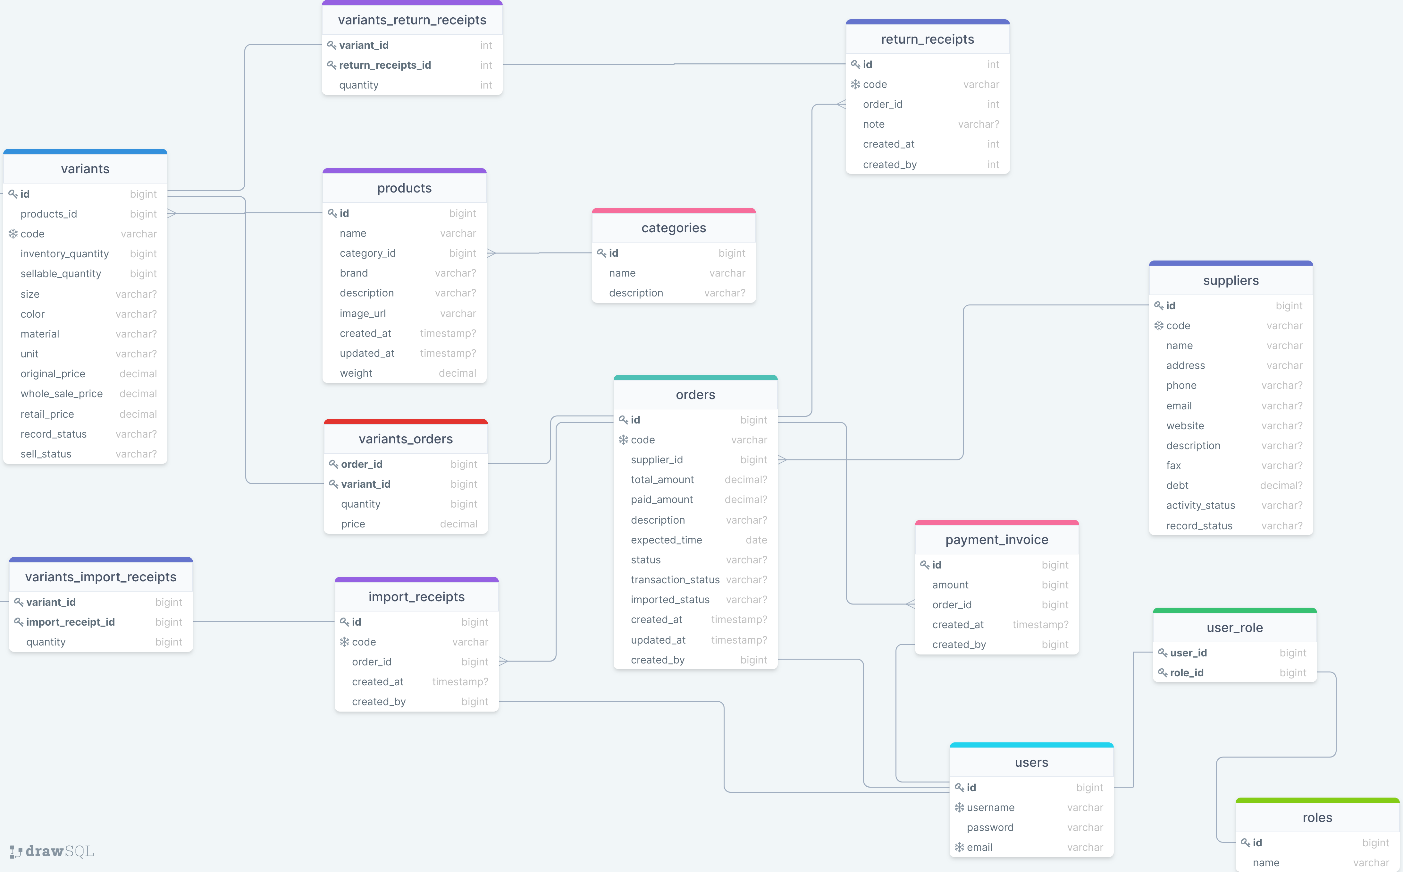 variants_return_receipts
variant_id int
return_receipts_id int
quantity int
return_receipts
id int
code varchar
order_id int
note varchar?
created_at int
created_by int
variants
id bigint
products_id bigint
code varchar
inventory_quantity bigint
sellable_quantity bigint
size varchar?
color varchar?
material varchar?
unit varchar?
original_price decimal
whole_sale_price decimal
retail_price decimal
record_status varchar?
sell_status varchar?
products
id bigint
name varchar
category_id bigint
brand varchar?
description varchar?
image_url varchar
created_at timestamp?
updated_at timestamp?
weight decimal
categories
id bigint
name varchar
description varchar?
suppliers
id bigint
code varchar
name varchar
address varchar
phone varchar?
email varchar?
website varchar?
description varchar?
fax varchar?
debt decimal?
activity_status varchar?
record_status varchar?
orders
id bigint
code varchar
supplier_id bigint
total_amount decimal?
paid_amount decimal?
description varchar?
expected_time date
status varchar?
transaction_status varchar?
imported_status varchar?
created_at timestamp?
updated_at timestamp?
created_by bigint
variants_orders
order_id bigint
variant_id bigint
quantity bigint
price decimal
payment_invoice
id bigint
amount bigint
order_id bigint
created_at timestamp?
created_by bigint
variants_import_receipts
variant_id bigint
import_receipt_id bigint
quantity bigint
import_receipts
id bigint
code varchar
order_id bigint
created_at timestamp?
created_by bigint
user_role
user_id bigint
role_id bigint
users
id bigint
username varchar
password varchar
email varchar
roles
id bigint
name varchar
drawSQL